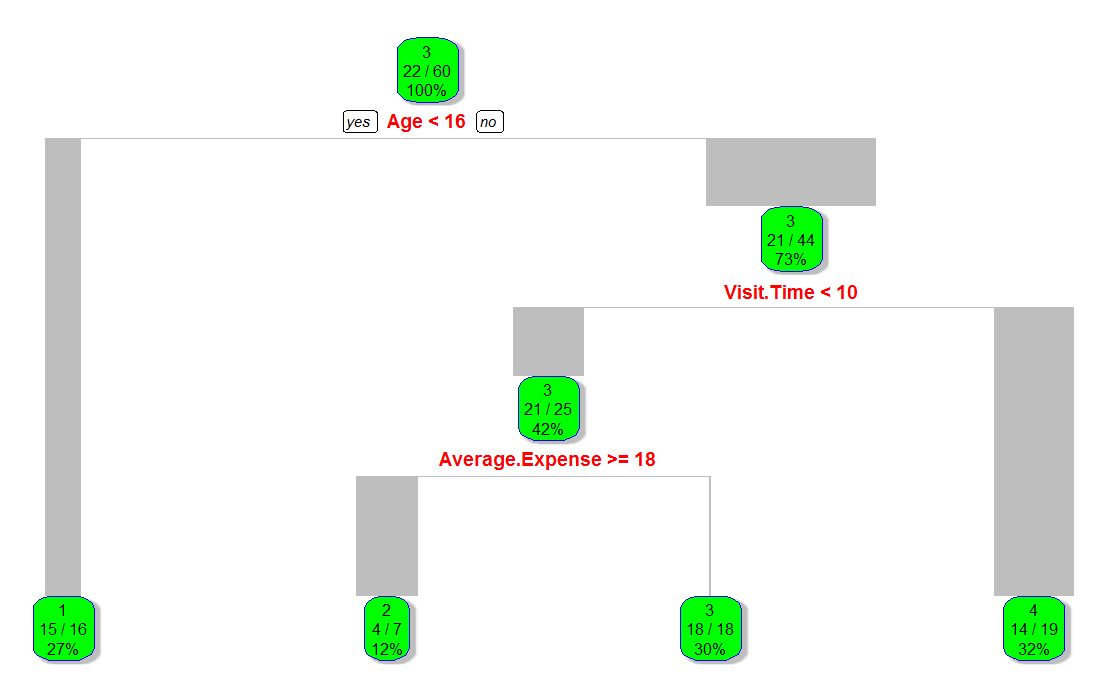 3
22 / 60
100%
yes Age < 16 no
3
21 / 44
73%
Visit.Time < 10
3
21 / 25
42%
Average.Expense >= 18
1
15 / 16
27%
2
4 / 7
12%
3
18 / 18
30%
4
14 / 19
32%